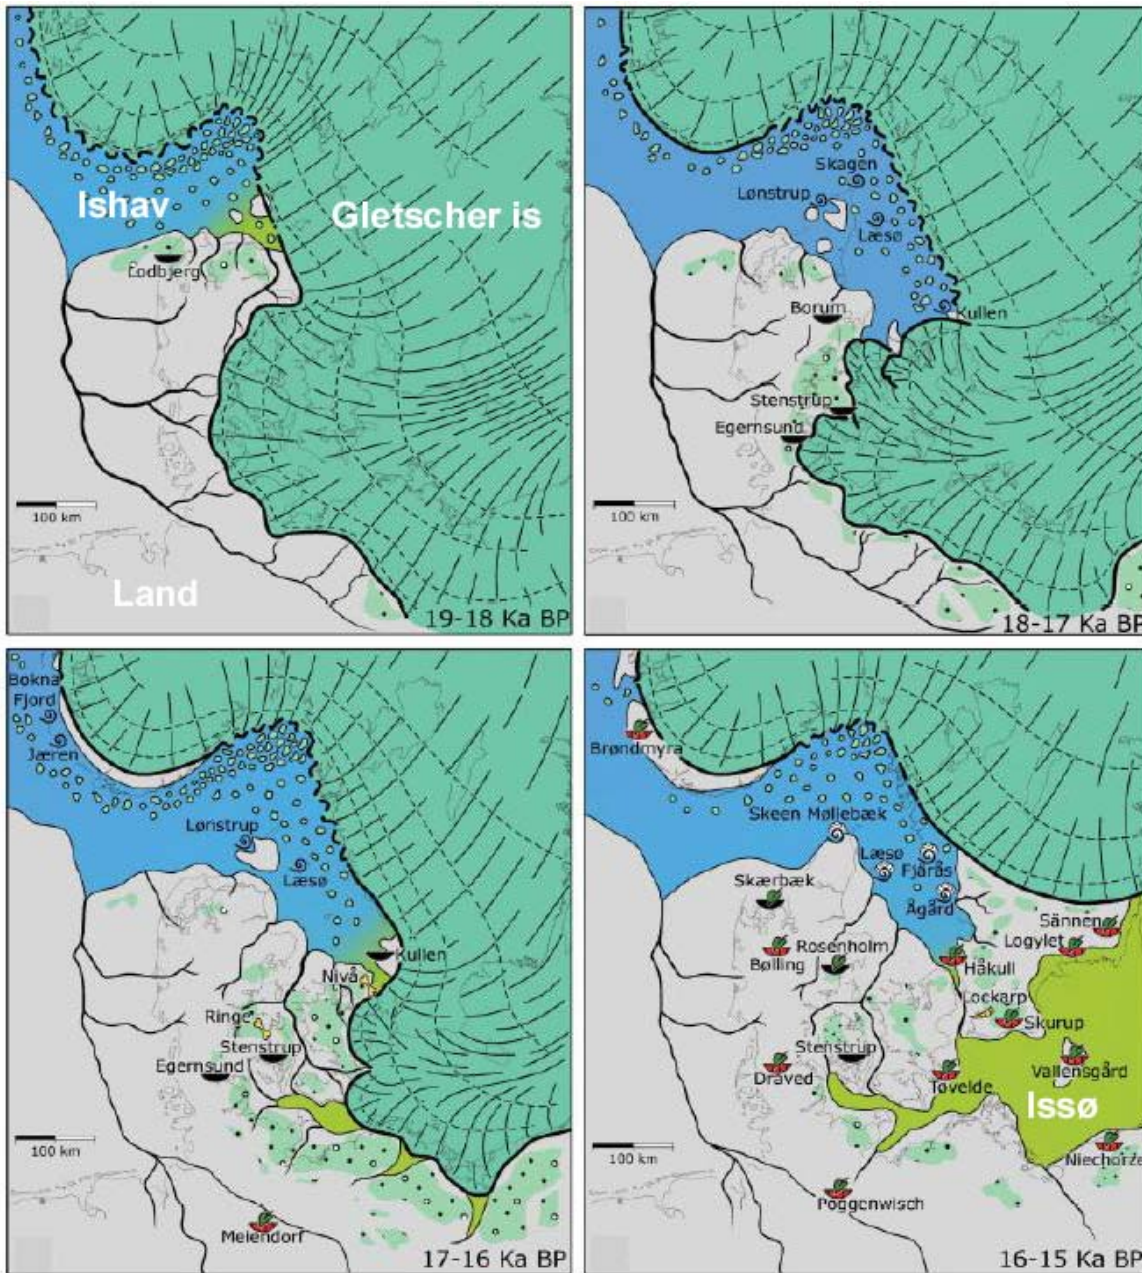 Ishav
Gletscher is
Lodbjerg
100 km
Land
19-18 Ka BP
Skagen
Lønstrup
Læsø
Kullen
Borum
Stenstrup
Egernsund
100 km
18-17 Ka BP
Bokna
Fjord
Jæren
Lønstrup
Læsø
Kullen
Nivå
Ringe
Stenstrup
Egernsund
100 km
Meiendorf
17-16 Ka BP
Brøndmyra
Skeen Møllebæk
Læsø
Fjärås
Skærbæk
Ågård
Sännen
Logylet
Rosenholm
Bølling
Håkull
Lockarp
Skurup
Stenstrup
Vallensgård
Draved
Tøvelde
Issø
100 km
Niechorze
Poggenwisch
16-15 Ka BP